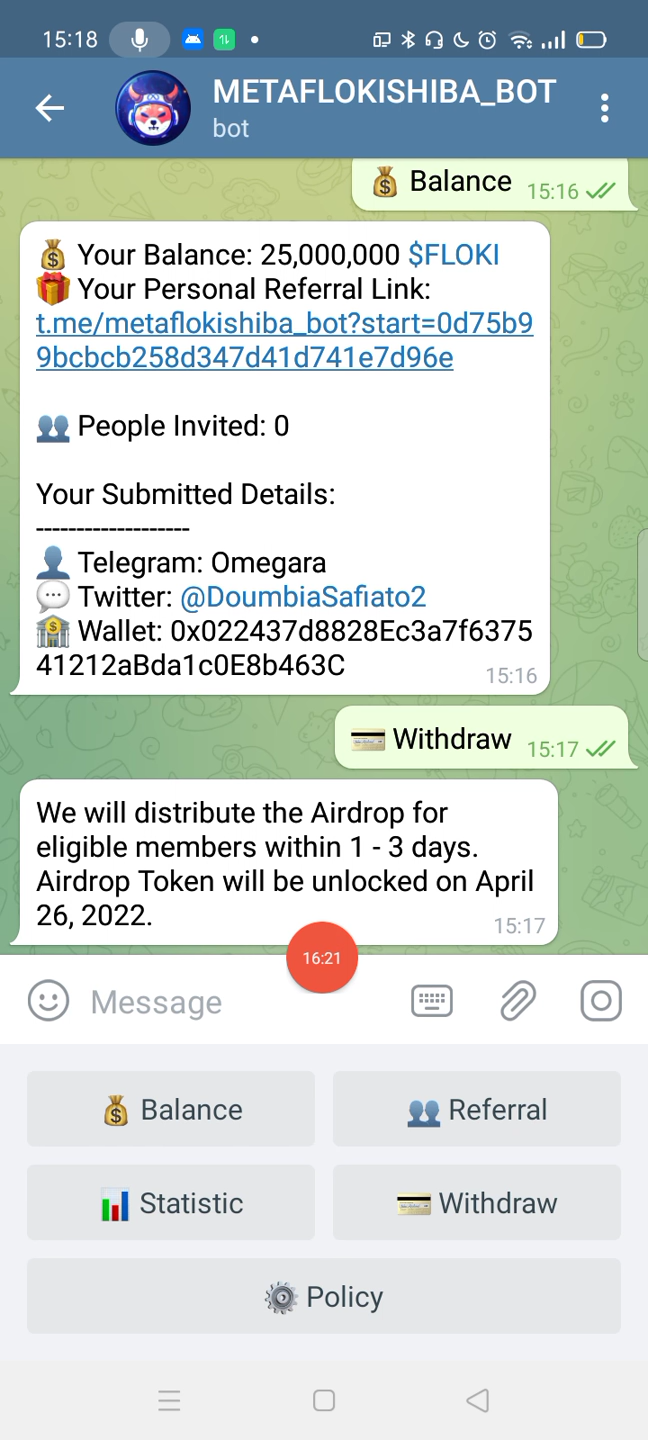 15:18
METAFLOKISHIBA_BOT
bot
💰 Balance 15:16
💰 Your Balance: 25,000,000 $FLOKI
🎁 Your Personal Referral Link:
t.me/metaflokishiba_bot?start=0d75b9
9bcbcb258d347d41d741e7d96e
👥 People Invited: 0
Your Submitted Details:
-------------------
👤 Telegram: Omegara
💬 Twitter: @DoumbiaSafiato2
🏦 Wallet: 0x022437d8828Ec3a7f6375
41212aBda1c0E8b463C 15:16
💳 Withdraw 15:17
We will distribute the Airdrop for
eligible members within 1 - 3 days.
Airdrop Token will be unlocked on April
26, 2022. 15:17
16:21
Message
💰 Balance
👥 Referral
📊 Statistic
💳 Withdraw
⚙️ Policy